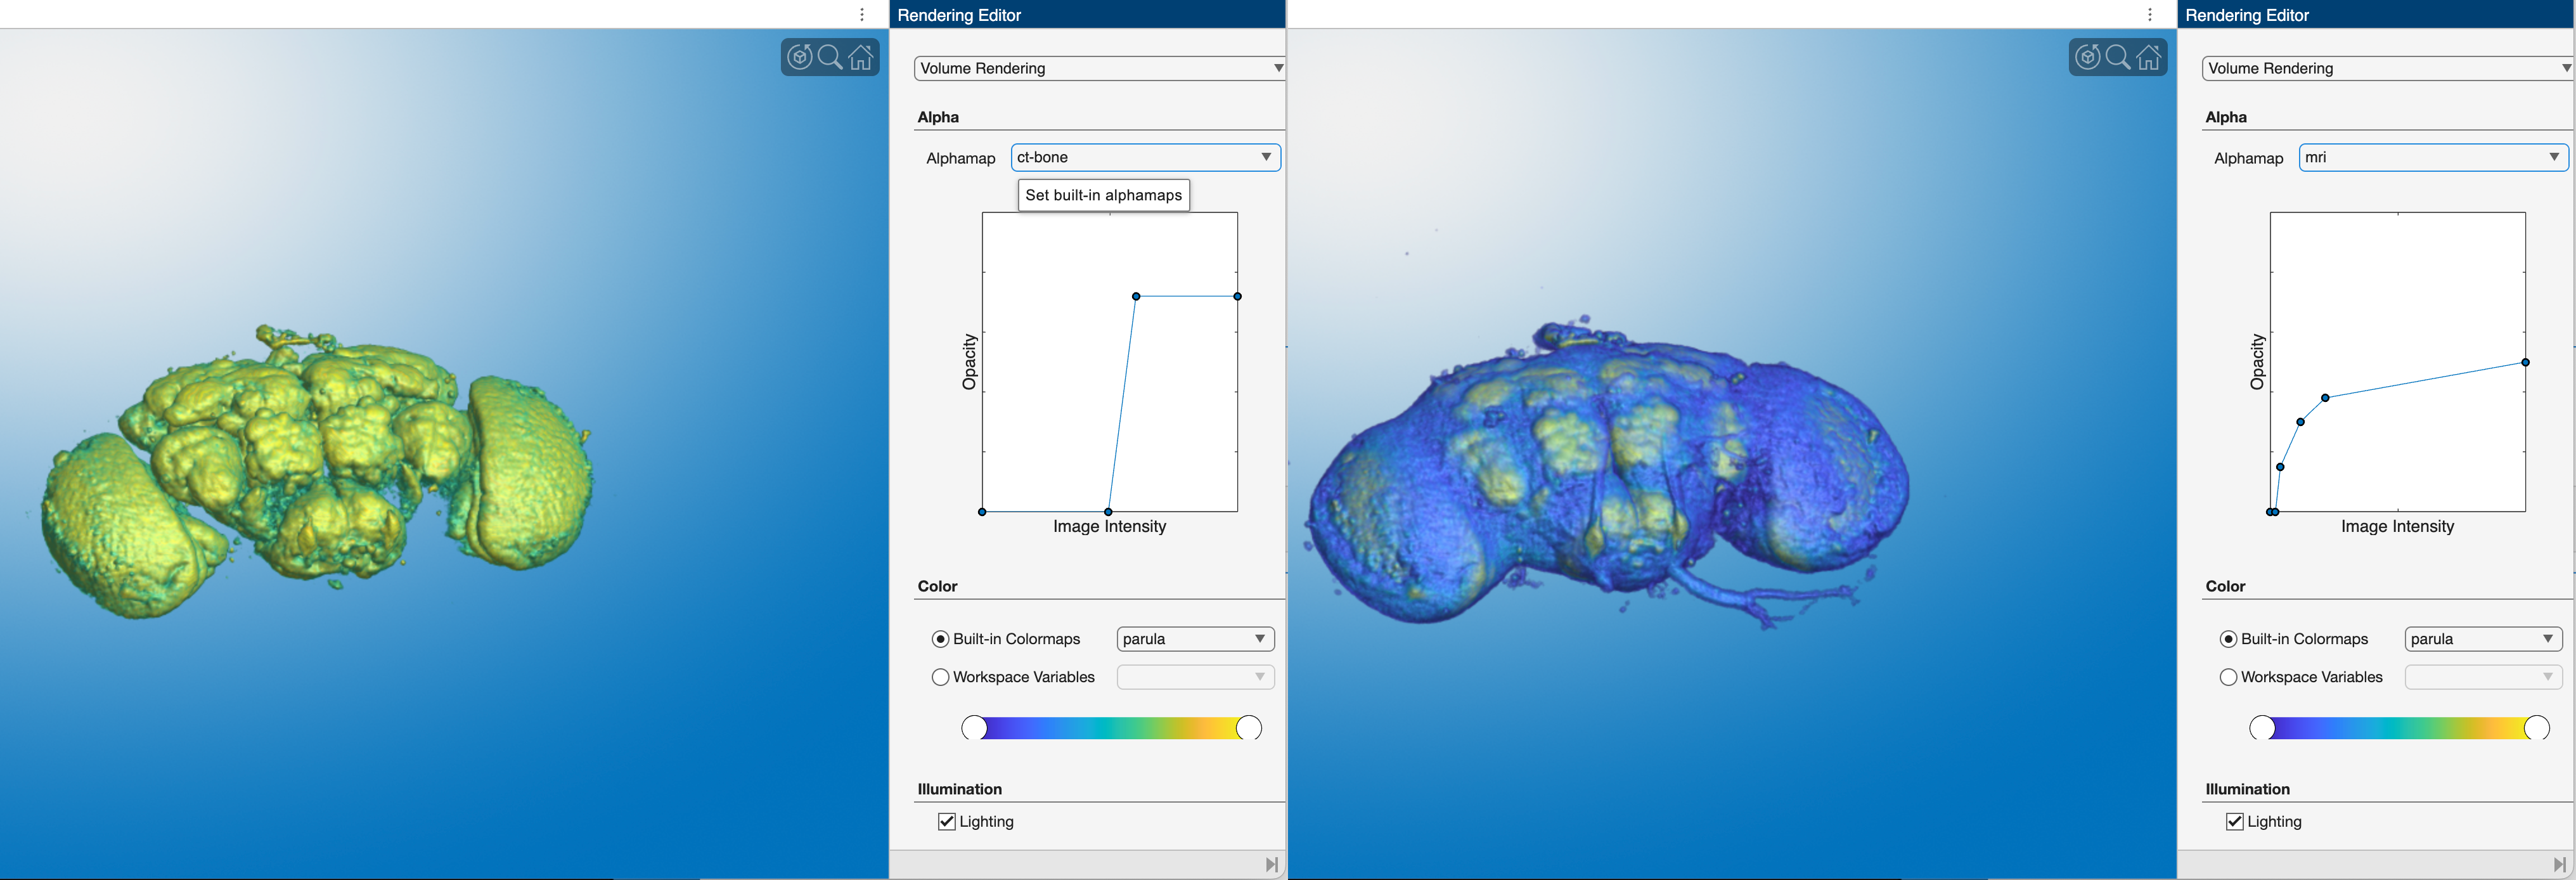 Rendering Editor
Volume Rendering
Alpha
Alphamap ct-bone
Set built-in alphamaps
Opacity
Image Intensity
Color
Built-in Colormaps parula
Workspace Variables
Illumination
Lighting
Rendering Editor
Volume Rendering
Alpha
Alphamap mri
Opacity
Image Intensity
Color
Built-in Colormaps parula
Workspace Variables
Illumination
Lighting